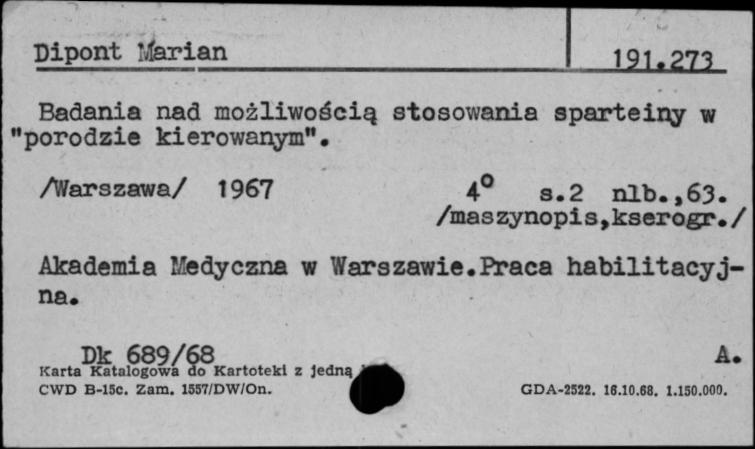 Dipont Marian 191.273
Badania nad możliwością stosowania sparteiny w
"porodzie kierowanym".
/Warszawa/ 1967 4° s.2 nlb.,63.
/maszynopis,kserogr./
Akademia Medyczna w Warszawie.Praca habilitacyj-
na.
Dk 689/68 A.
Karta Katalogowa do Kartoteki z jedną
CWD B-15c. Zam. 1557/DW/On. GDA-2522. 16.10.68. 1.150.000.